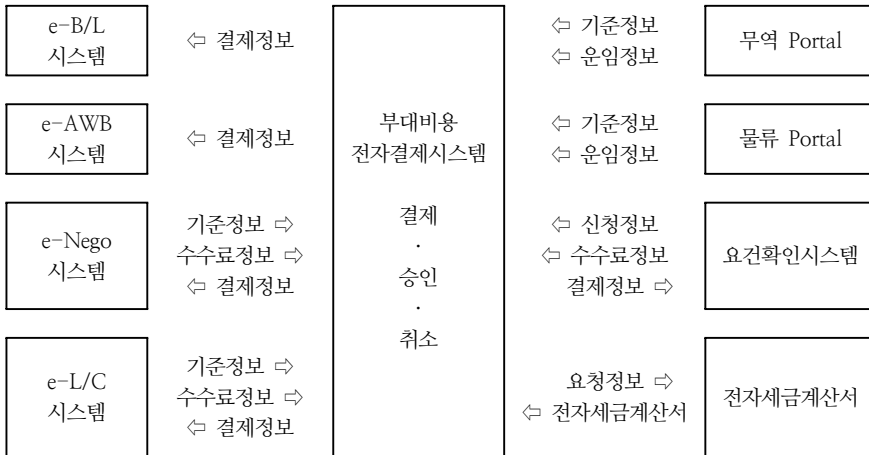 e-B/L
시스템
⇦ 결제정보
⇦ 기준정보
⇦ 운임정보
무역 Portal
e-AWB
시스템
⇦ 결제정보
부대비용
전자결제시스템
결제
·
승인
·
취소
⇦ 기준정보
⇦ 운임정보
물류 Portal
e-Nego
시스템
기준정보 ⇨
수수료정보 ⇨
⇦ 결제정보
⇦ 신청정보
⇦ 수수료정보
결제정보 ⇨
요건확인시스템
e-L/C
시스템
기준정보 ⇨
수수료정보 ⇨
⇦ 결제정보
요청정보 ⇨
⇦ 전자세금계산서
전자세금계산서